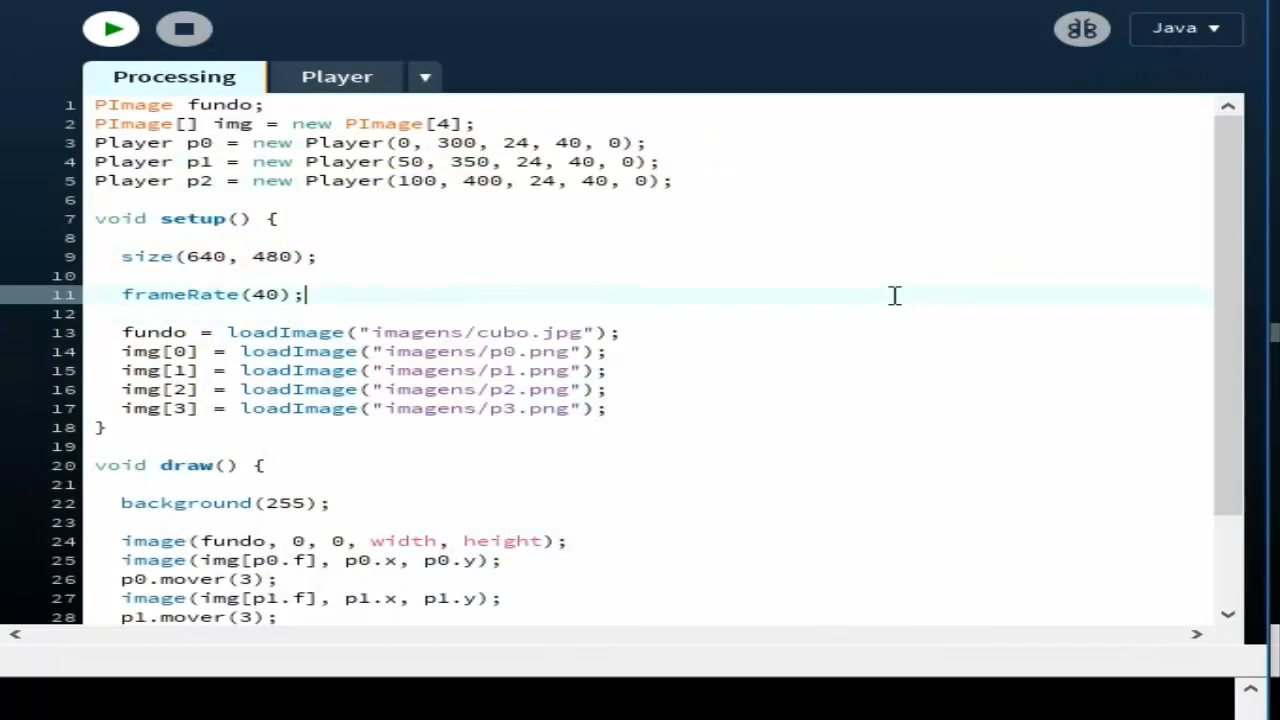 Java
Processing
Player
1 PImage fundo;
2 PImage[] img = new PImage[4];
3 Player p0 = new Player(0, 300, 24, 40, 0);
4 Player p1 = new Player(50, 350, 24, 40, 0);
5 Player p2 = new Player(100, 400, 24, 40, 0);
6
7 void setup() {
8
9 size(640, 480);
10
11 frameRate(40);
12
13 fundo = loadImage("imagens/cubo.jpg");
14 img[0] = loadImage("imagens/p0.png");
15 img[1] = loadImage("imagens/p1.png");
16 img[2] = loadImage("imagens/p2.png");
17 img[3] = loadImage("imagens/p3.png");
18 }
19
20 void draw() {
21
22 background(255);
23
24 image(fundo, 0, 0, width, height);
25 image(img[p0.f], p0.x, p0.y);
26 p0.mover(3);
27 image(img[p1.f], p1.x, p1.y);
28 p1.mover(3);